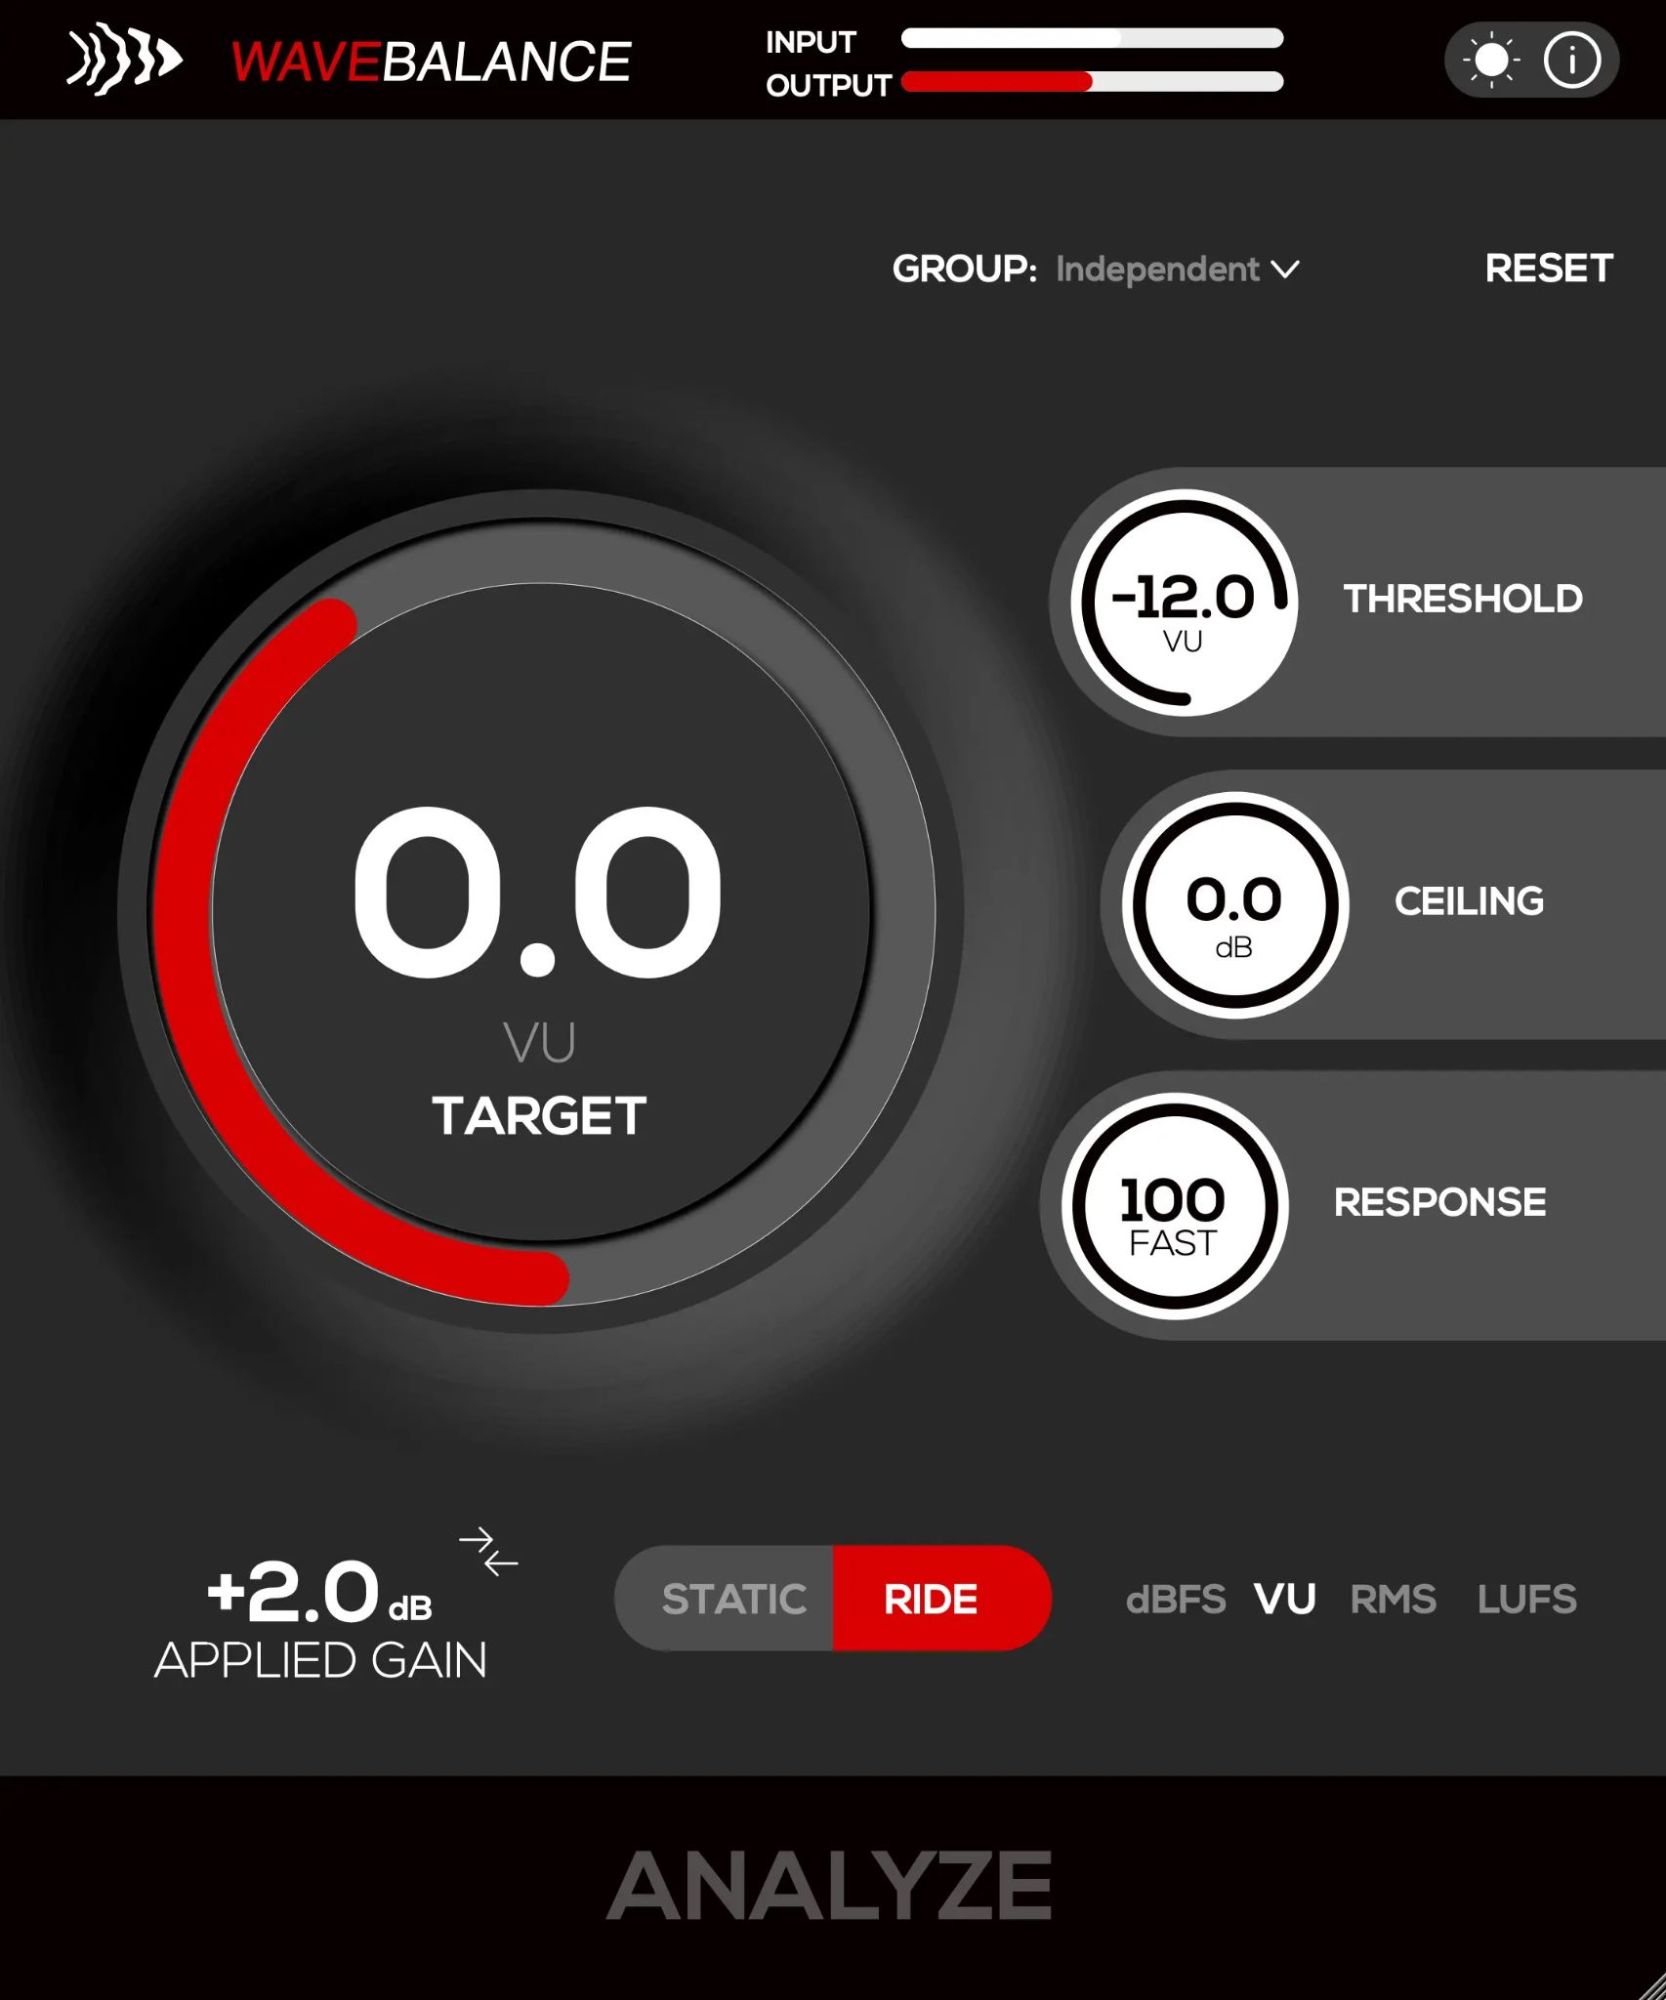 WAVEBALANCE
INPUT
OUTPUT
GROUP: Independent
RESET
0.0
VU
TARGET
-12.0
VU
THRESHOLD
0.0
dB
CEILING
100
FAST
RESPONSE
+2.0 dB
APPLIED GAIN
STATIC RIDE
dBFS VU RMS LUFS
ANALYZE